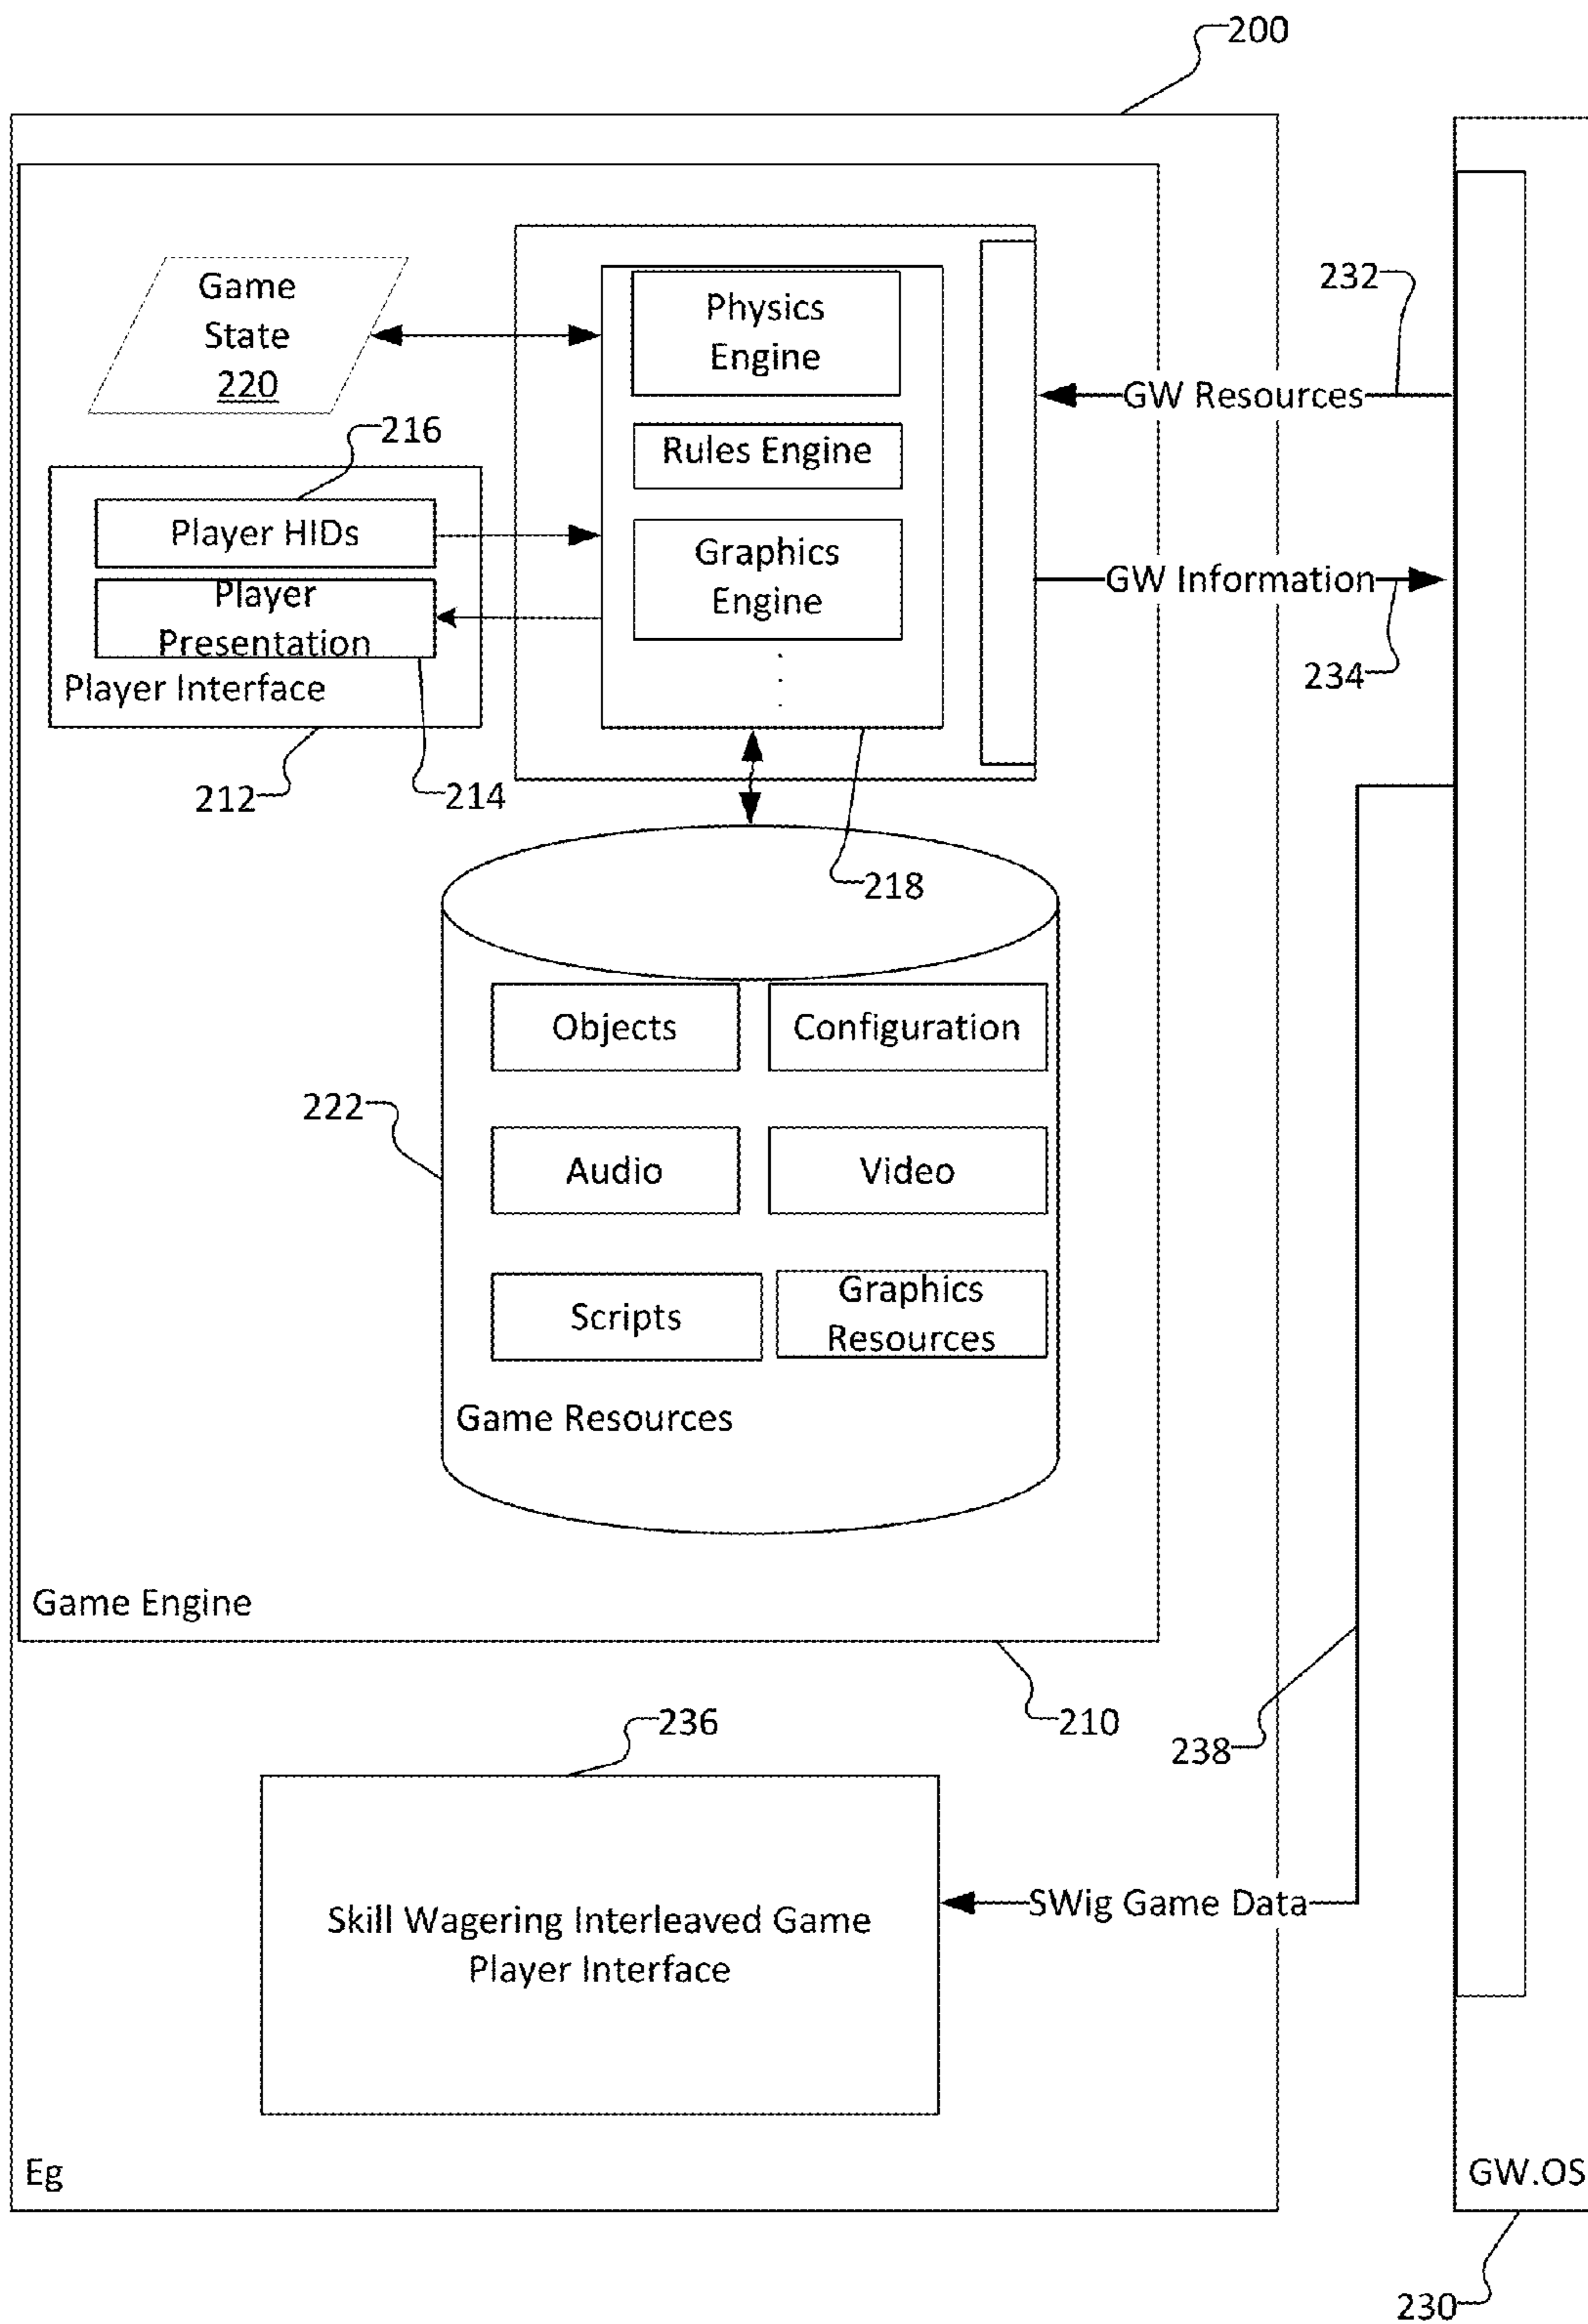 200
Game
State
220
Physics
Engine
232
GW Resources
216
Rules Engine
Player HIDs
Graphics
Engine
GW Information
Player
Presentation
234
Player Interface
212
214
218
Objects
Configuration
222
Audio
Video
Scripts
Graphics
Resources
Game Resources
Game Engine
210
236
238
Skill Wagering Interleaved Game
Player Interface
SWig Game Data
Eg
GW.OS
230